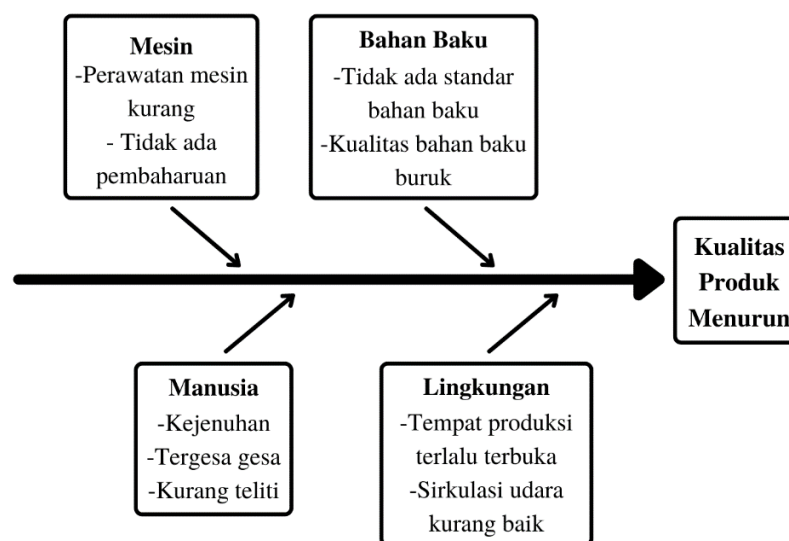 Mesin
-Perawatan mesin
kurang
- Tidak ada
pembaharuan
Bahan Baku
-Tidak ada standar
bahan baku
-Kualitas bahan baku
buruk
Kualitas
Produk
Menurun
Manusia
-Kejenuhan
-Tergesa gesa
-Kurang teliti
Lingkungan
-Tempat produksi
terlalu terbuka
-Sirkulasi udara
kurang baik